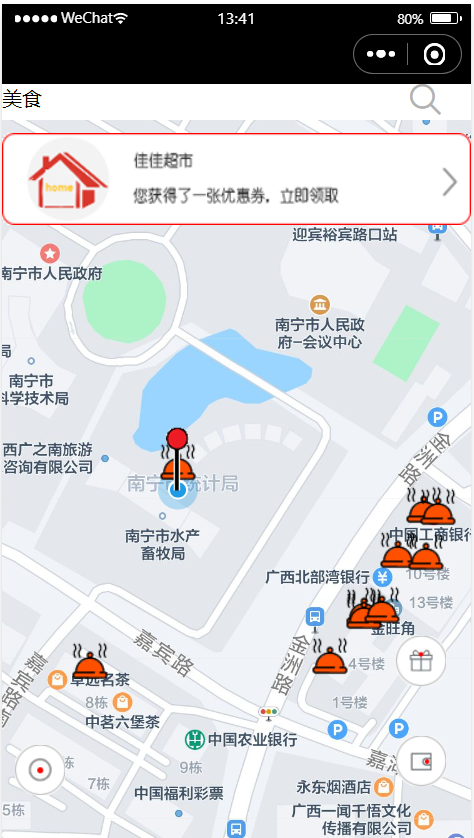 WeChat
13:41
80%
美食
佳佳超市
home
您获得了一张优惠券，立即领取
迎宾裕宾路口站
南宁市人民政府
南宁市人民政
府-会议中心
局
南宁市
科学技术局
西广之南旅游
咨询有限公司
金洲路
南宁市统计局
南宁市水产
畜牧局
中国工商银行
广西北部湾银行
10号楼
13号楼
金旺角
嘉宾路
金洲路
4号楼
嘉宾路
卓远名茶
8栋
中茗六堡茶
1号楼
中国农业银行
9栋
7栋
栋
中国福利彩票
永东烟酒店
5栋
广西一闻千悟文化
传播有限公司